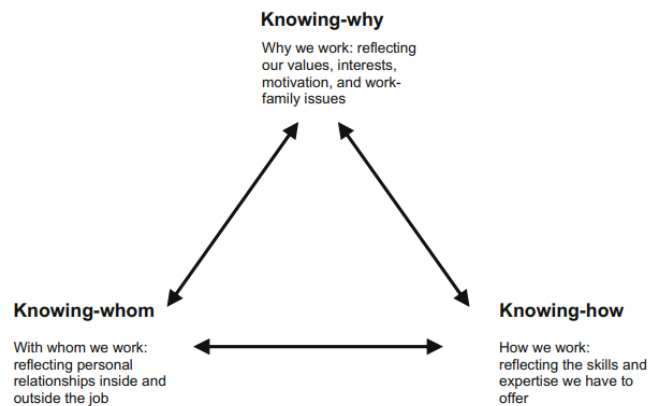 Knowing-why
Why we work: reflecting
our values, interests,
motivation, and work-
family issues
Knowing-whom
With whom we work:
reflecting personal
relationships inside and
outside the job
Knowing-how
How we work:
reflecting the skills and
expertise we have to
offer